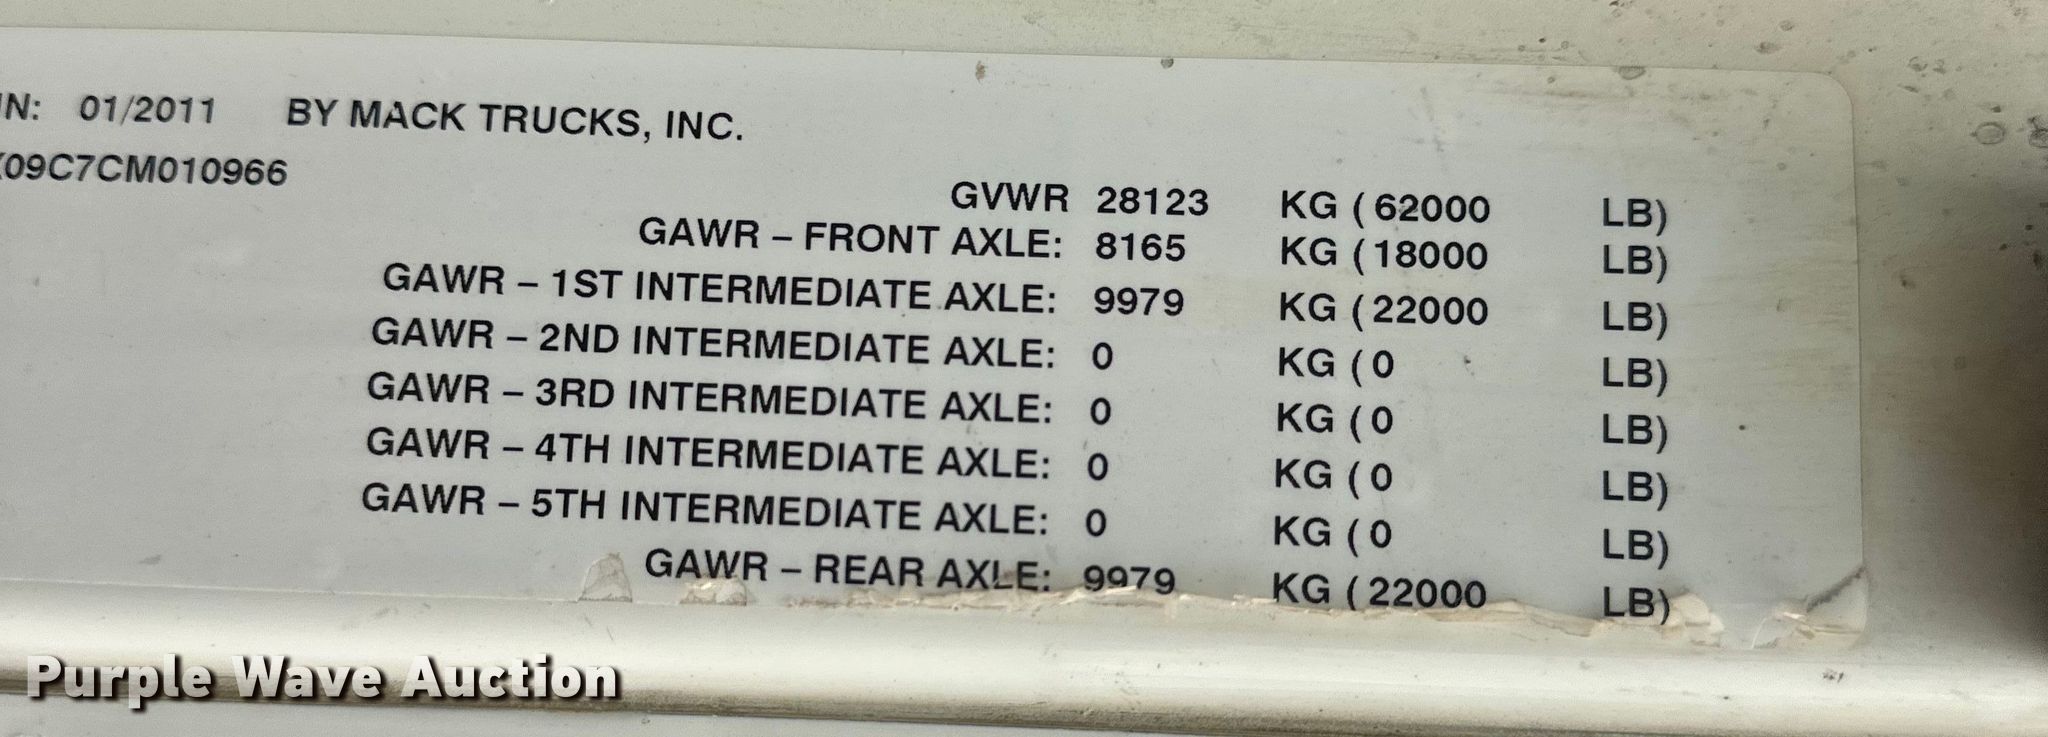 IN: 01/2011 BY MACK TRUCKS, INC.
09C7CM010966
GVWR 28123 KG (62000 LB)
GAWR – FRONT AXLE: 8165 KG (18000 LB)
GAWR – 1ST INTERMEDIATE AXLE: 9979 KG (22000 LB)
GAWR – 2ND INTERMEDIATE AXLE: 0 KG (0 LB)
GAWR – 3RD INTERMEDIATE AXLE: 0 KG (0 LB)
GAWR – 4TH INTERMEDIATE AXLE: 0 KG (0 LB)
GAWR – 5TH INTERMEDIATE AXLE: 0 KG (0 LB)
GAWR – REAR AXLE: 9979 KG (22000 LB)
Purple Wave Auction